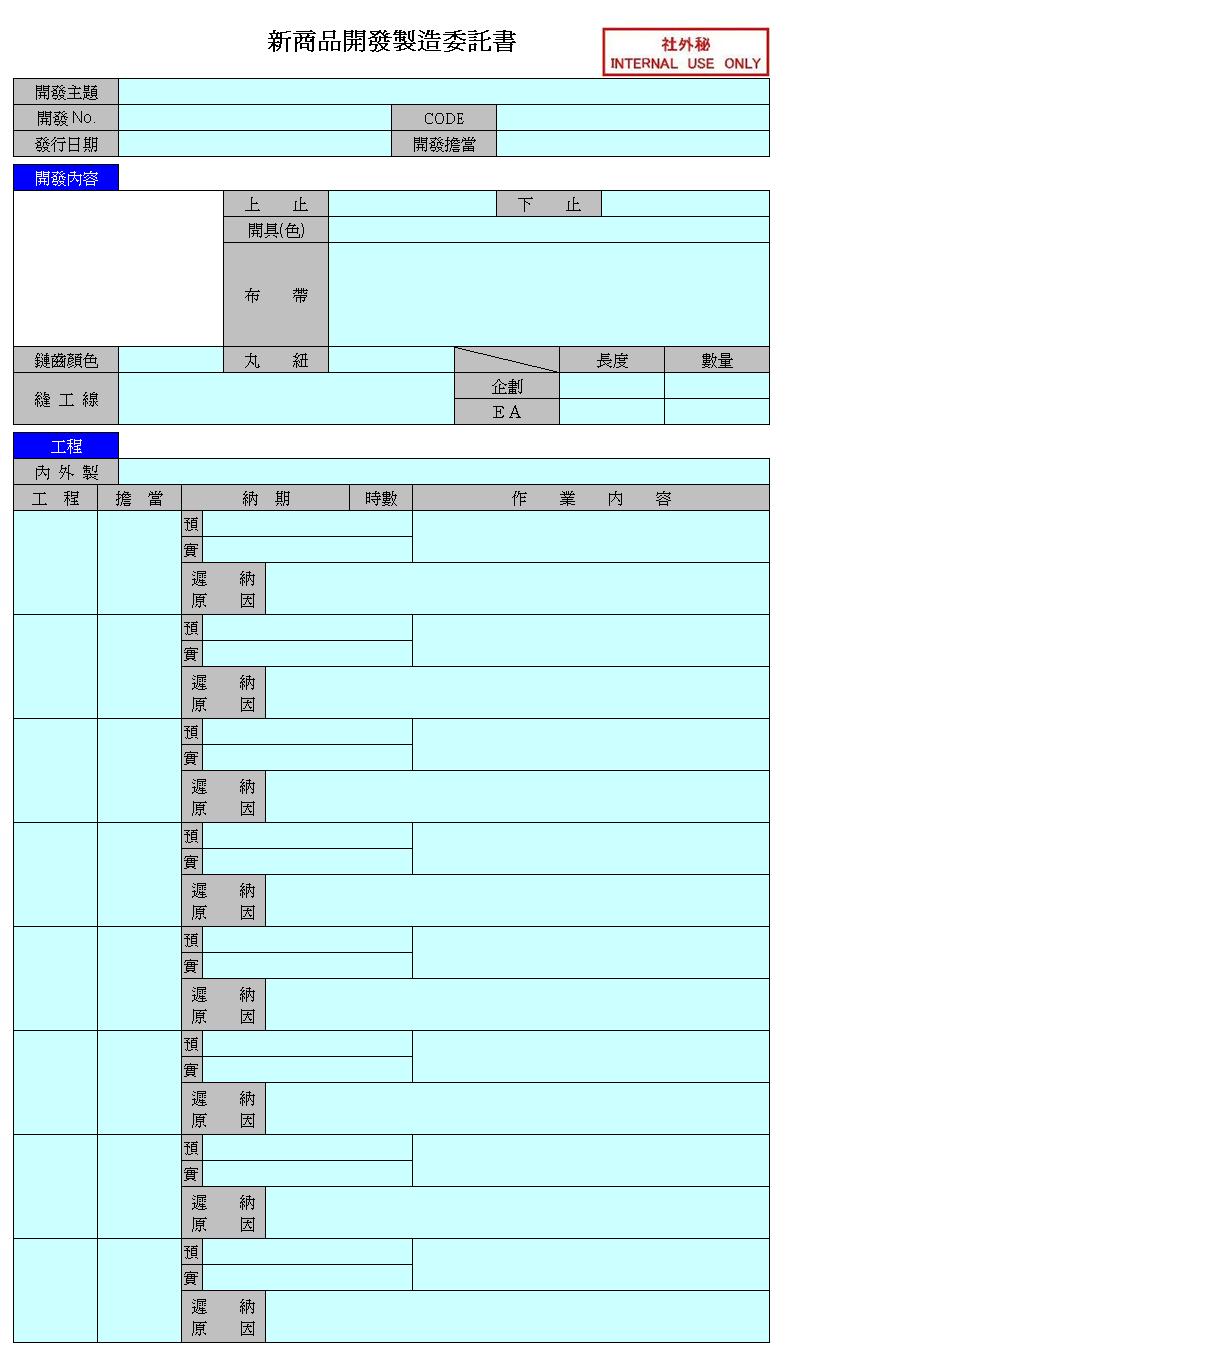 新商品開發製造委託書
社外秘
INTERNAL USE ONLY
開發主題
開發 No. CODE
發行日期 開發擔當
開發內容
上 止 下 止
開具(色)
布 帶
鏈齒顏色 丸 紐 長度 數量
縫 工 線 企劃
E A
工程
內 外 製
工 程 擔 當 納 期 時數 作 業 內 容
預
實
遲 納
原 因
預
實
遲 納
原 因
預
實
遲 納
原 因
預
實
遲 納
原 因
預
實
遲 納
原 因
預
實
遲 納
原 因
預
實
遲 納
原 因
預
實
遲 納
原 因